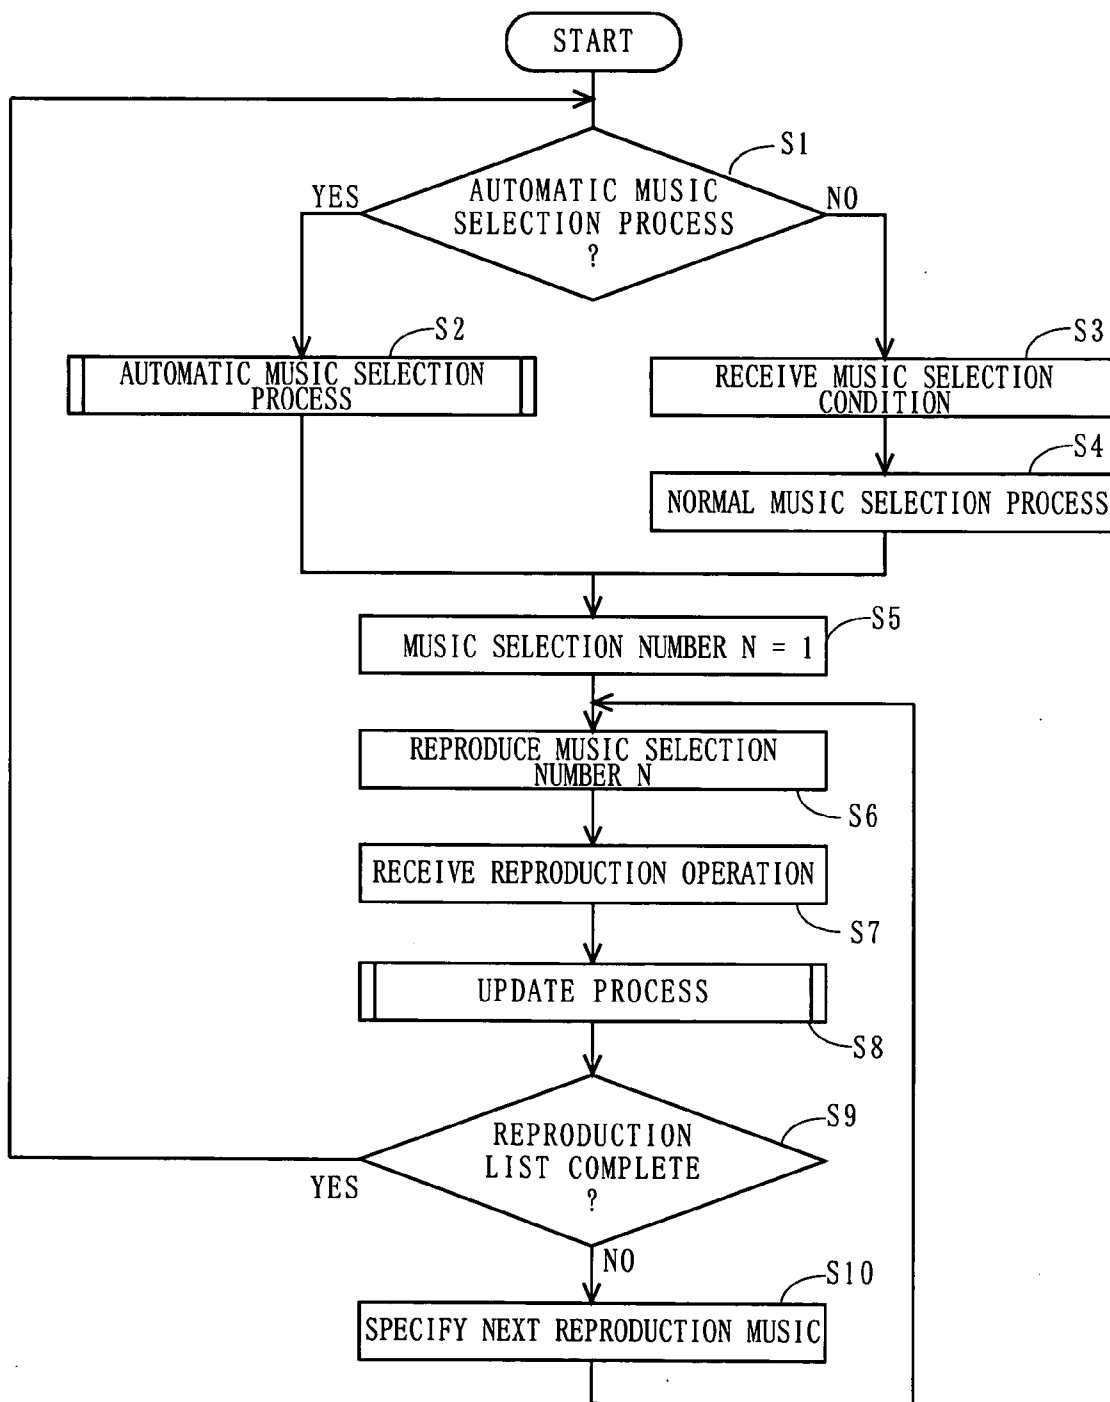 START
S1
AUTOMATIC MUSIC
SELECTION PROCESS
?
YES
NO
S2
AUTOMATIC MUSIC SELECTION
PROCESS
S3
RECEIVE MUSIC SELECTION
CONDITION
S4
NORMAL MUSIC SELECTION PROCESS
S5
MUSIC SELECTION NUMBER N = 1
REPRODUCE MUSIC SELECTION
NUMBER N
S6
RECEIVE REPRODUCTION OPERATION
S7
UPDATE PROCESS
S8
S9
REPRODUCTION
LIST COMPLETE
?
YES
NO
S10
SPECIFY NEXT REPRODUCTION MUSIC